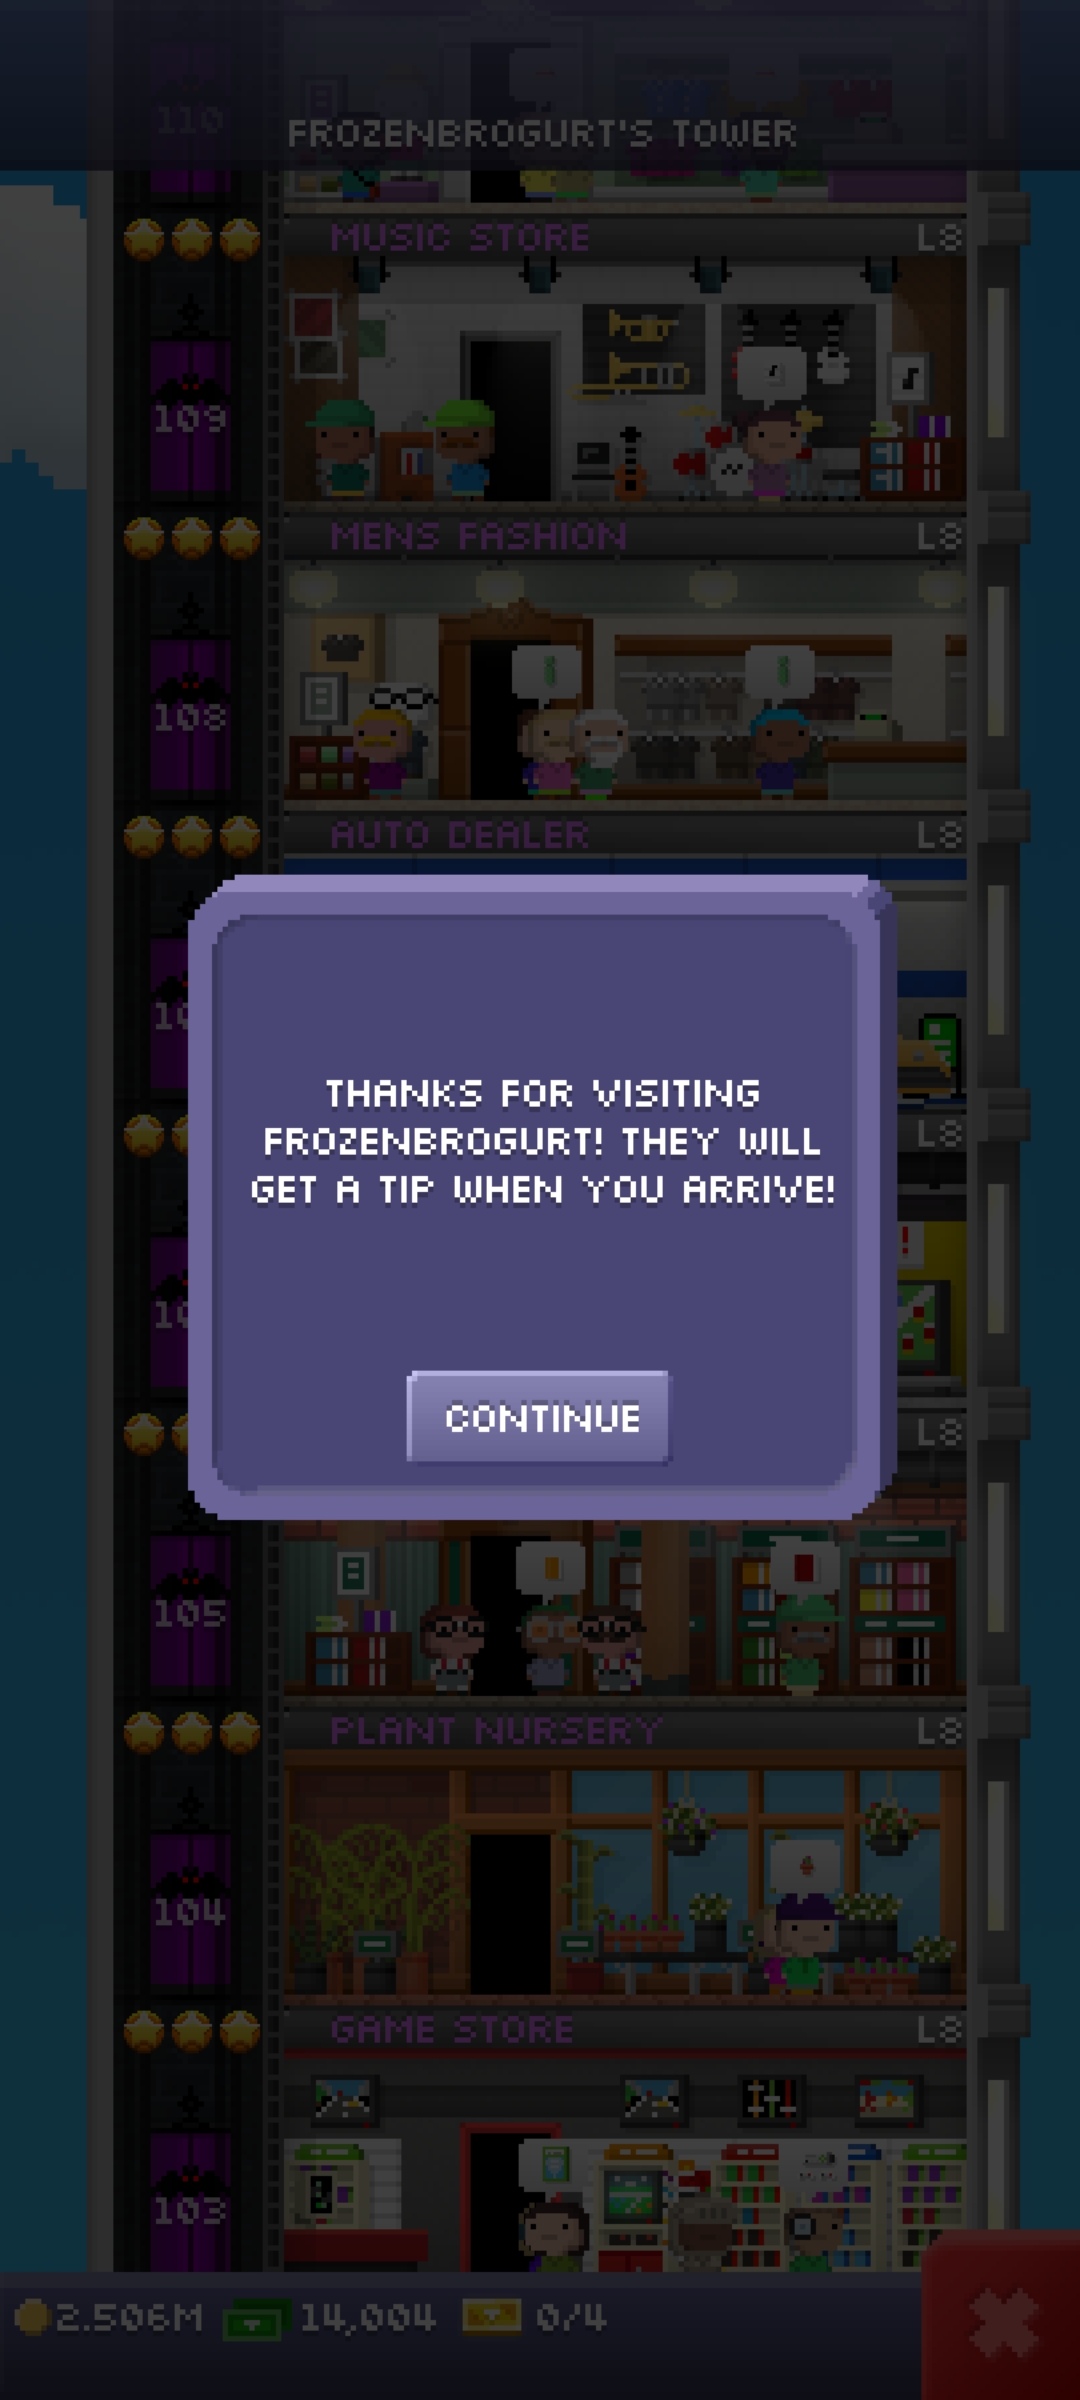 110
FROZENBROGURT'S TOWER
MUSIC STORE L8
109
MENS FASHION L8
108
AUTO DEALER L8
THANKS FOR VISITING
FROZENBROGURT! THEY WILL
GET A TIP WHEN YOU ARRIVE!
L8
L8
CONTINUE
105
PLANT NURSERY L8
104
GAME STORE L8
103
2.506M 14,004 0/4